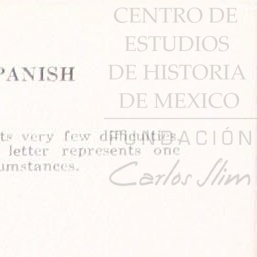 CENTRO DE
ESTUDIOS
PANISH
DE HISTORIA
DE MEXICO
ts very few difficulties,
FUNDACIÓN
letter represents one
umstances.
Carlos Slim